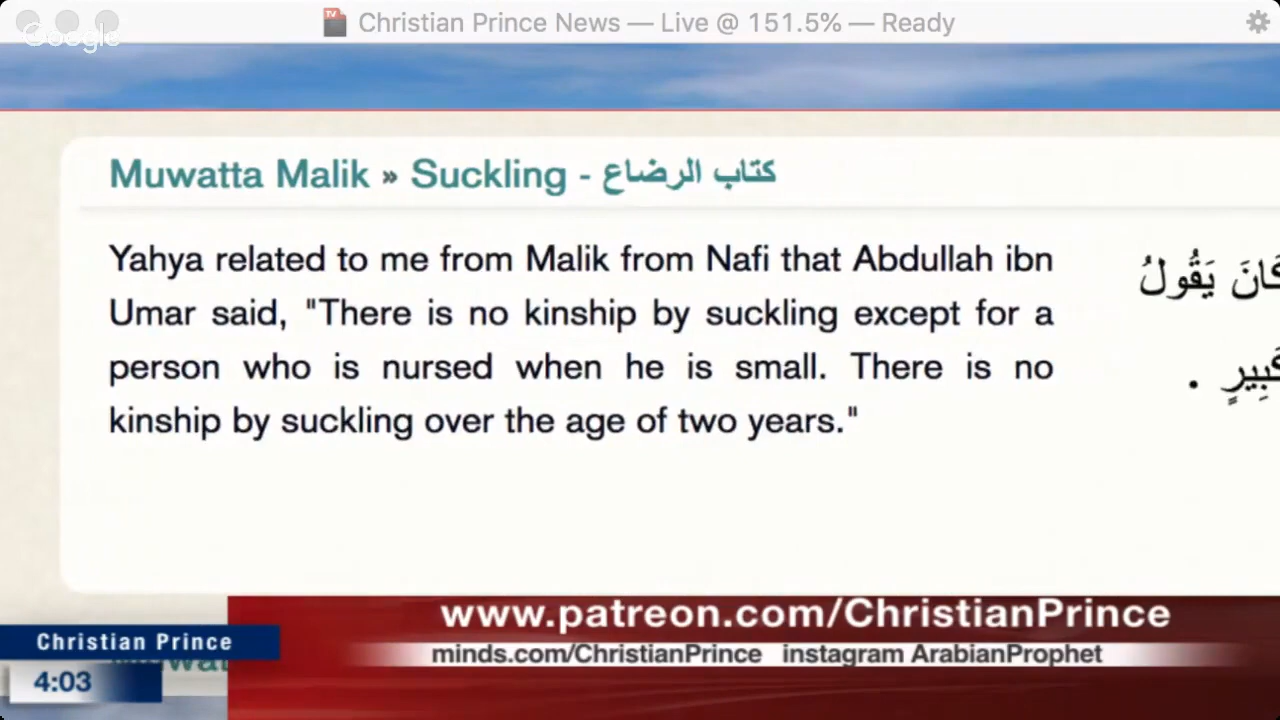 Google
TV
Christian Prince News — Live @ 151.5% — Ready
Muwatta Malik » Suckling - كتاب الرضاع
Yahya related to me from Malik from Nafi that Abdullah ibn
Umar said, "There is no kinship by suckling except for a
person who is nursed when he is small. There is no
kinship by suckling over the age of two years."
يَقُولُ
www.patreon.com/ChristianPrince
Christian Prince
minds.com/ChristianPrince instagram ArabianProphet
4:03